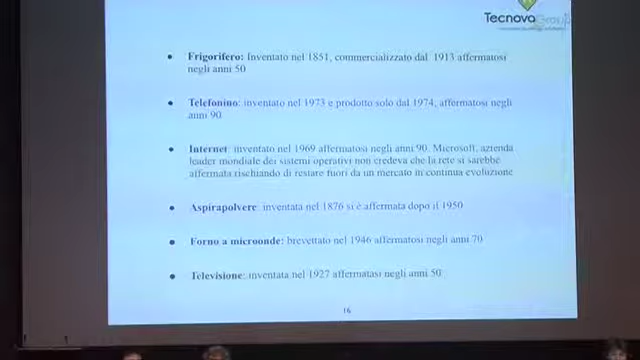 TecnovaGroup
Frigorifero: Inventato nel 1851, commercializzato dal 1913 affermatosi
negli anni 50
Telefonino: inventato nel 1973 e prodotto solo dal 1974, affermatosi negli
anni 90
Internet: inventato nel 1969 affermatosi negli anni 90. Microsoft, azienda
leader mondiale dei sistemi operativi non credeva che la rete si sarebbe
affermata rischiando di restare fuori da un mercato in continua evoluzione
Aspirapolvere: inventata nel 1876 si è affermata dopo il 1950
Forno a microonde: brevettato nel 1946 affermatosi negli anni 70
Televisione: inventata nel 1927 affermatasi negli anni 50
16